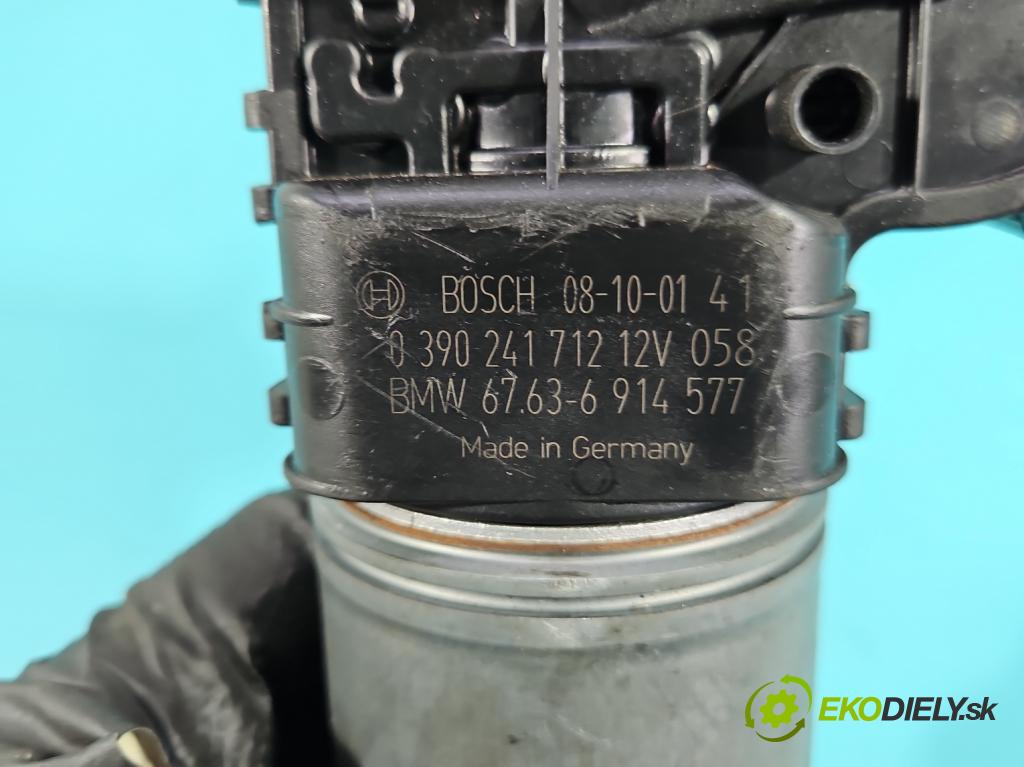 BOSCH 08-10-01 41
0 390 241 712 12V 058
BMW 67.63-6 914 577
Made in Germany
EKODIELY.sk